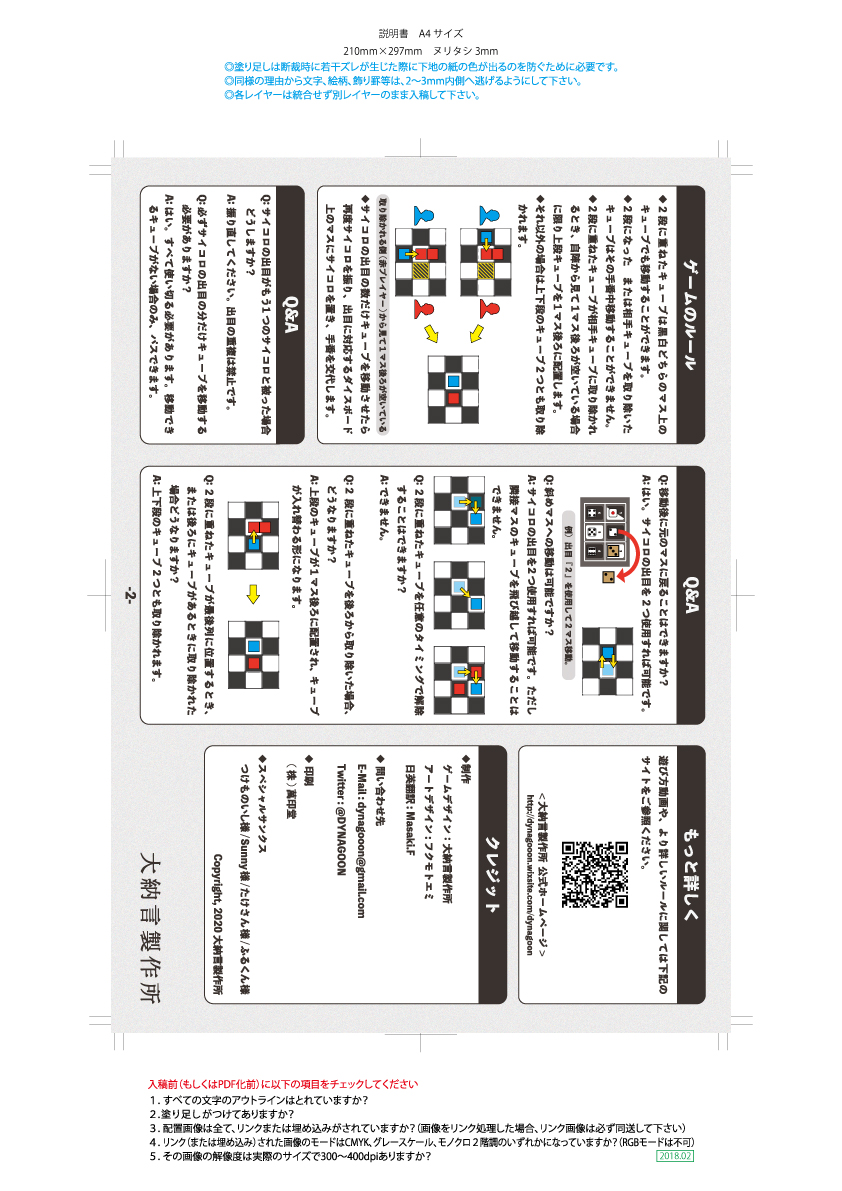 説明書　A4 サイズ
210mm×297mm　ヌリタシ 3mm
◎塗り足しは断裁時に若干ズレが生じた際に下地の紙の色が出るのを防ぐために必要です。
◎同様の理由から文字、絵柄、飾り罫等は、2〜3mm内側へ逃げるようにして下さい。
◎各レイヤーは統合せず別レイヤーのまま入稿して下さい。
ゲームのルール
◆２段に重ねたキューブは黒白どちらのマス上の
キューブでも移動することができます。
◆２段になった または相手キューブを取り除いた
キューブはその手番中移動することができません。
◆２段に重ねたキューブが相手キューブに取り除かれ
るとき、自陣から見て１マス後ろが空いている場合
に限り上段キューブを１マス後ろに配置します。
◆それ以外の場合は上下段のキューブ２つとも取り除
かれます。
取り除かれる側（赤プレイヤー）から見て１マス後ろが空いている
◆サイコロの出目の数だけキューブを移動させたら
再度サイコロを振り、出目に対応するダイスボード
上のマスにサイコロを置き、手番を交代します。
Q&A
Q: サイコロの出目がもう１つのサイコロと被った場合
どうしますか？
A: 振り直してください。出目の重複は禁止です。
Q: 必ずサイコロの出目の分だけキューブを移動する
必要がありますか？
A: はい。すべて使い切る必要があります。移動でき
るキューブがない場合のみ、パスできます。
Q&A
Q: 移動後に元のマスに戻ることはできますか？
A: はい。サイコロの出目を２つ使用すれば可能です。
例）出目「２」を使用して２マス移動。
Q: 斜めマスへの移動は可能ですか？
A: サイコロの出目を２つ使用すれば可能です。ただし
隣接マスのキューブを飛び越して移動することは
できません。
Q: ２段に重ねたキューブを任意のタイミングで解除
することはできますか？
A: できません。
Q: ２段に重ねたキューブを後ろから取り除いた場合、
どうなりますか？
A: 上段のキューブが１マス後ろに配置され、キューブ
が入れ替わる形になります。
Q: ２段に重ねたキューブが最後列に位置するとき、
または後ろにキューブがあるときに取り除かれた
場合どうなりますか？
A: 上下段のキューブ２つとも取り除かれます。
-2-
もっと詳しく
遊び方動画や、より詳しいルールに関しては下記の
サイトをご参照ください。
＜大納言製作所 公式ホームページ＞
http://dynagooon.wixsite.com/dynagoon
クレジット
◆制作
ゲームデザイン：大納言製作所
アートデザイン：フクモトエミ
日英翻訳：Masaki.F
◆問い合わせ先
E-Mail : dynagooon@gmail.com
Twitter : @DYNAGOON
◆印刷
（株）萬印堂
◆スペシャルサンクス
つけものいし様/Sunny様/たけさん様/ふるくん様
Copyright, 2020 大納言製作所
大納言製作所
入稿前（もしくはPDF化前）に以下の項目をチェックしてください
１．すべての文字のアウトラインはとれていますか？
２.塗り足しがつけてありますか？
３．配置画像は全て、リンクまたは埋め込みがされていますか？（画像をリンク処理した場合、リンク画像は必ず同送して下さい）
４．リンク（または埋め込み）された画像のモードはCMYK、グレースケール、モノクロ２階調のいずれかになっていますか？（RGBモードは不可）
５．その画像の解像度は実際のサイズで300〜400dpiありますか？
2018.02